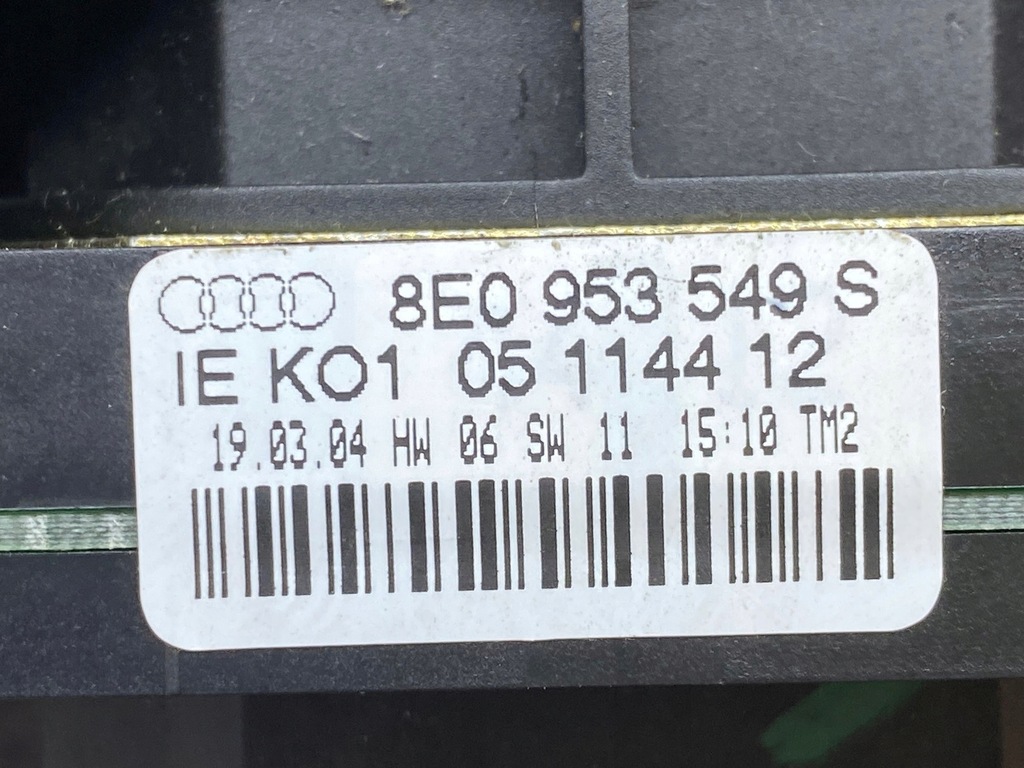 8E0 953 549 S
IE KO1 05 1144 12
19.03.04 HW 06 SW 11 15:10 TM2